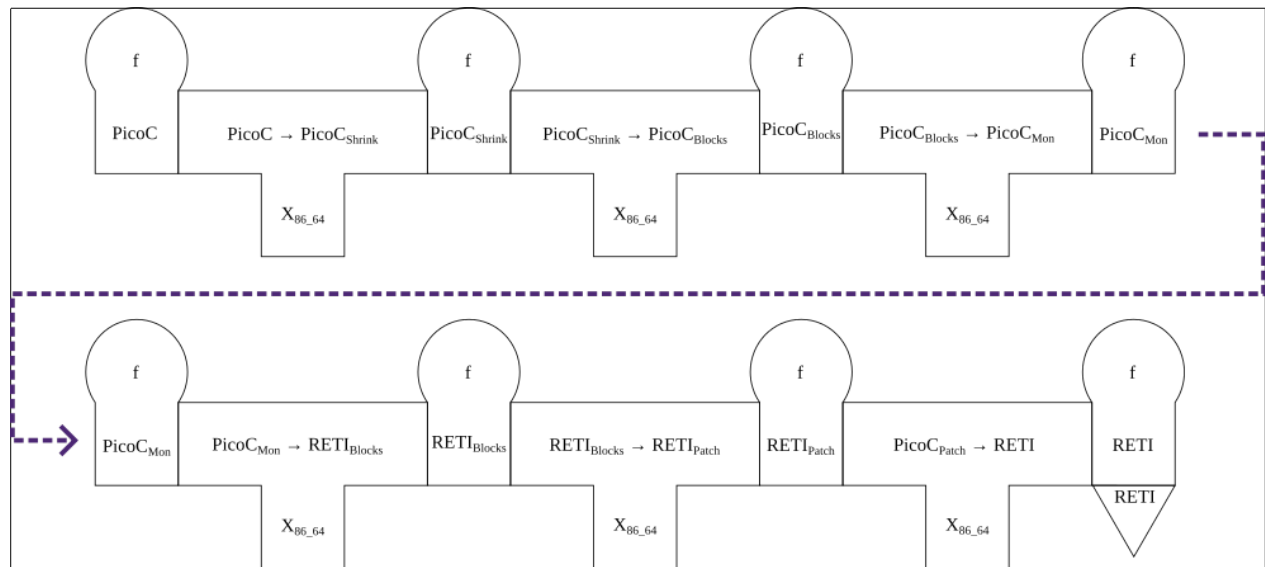 f f f f
PicoC PicoC → PicoC_Shrink PicoC_Shrink PicoC_Shrink → PicoC_Blocks PicoC_Blocks PicoC_Blocks → PicoC_Mon PicoC_Mon
X_86_64 X_86_64 X_86_64
f f f f
PicoC_Mon PicoC_Mon → RETI_Blocks RETI_Blocks RETI_Blocks → RETI_Patch RETI_Patch PicoC_Patch → RETI RETI
X_86_64 X_86_64 X_86_64 RETI